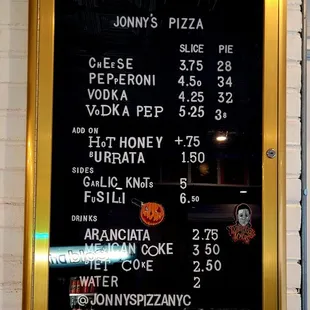 JONNY'S PIZZA
SLICE PIE
CHEESE 3.75 28
PEPPERONI 4.50 34
VODKA 4.25 32
VODKA PEP 5.25 38
ADD ON
HOT HONEY +.75
BURRATA 1.50
SIDES
GARLIC KNOTS 5
FUSILI 6.50
DRINKS
ARANCIATA 2.75
MEXICAN COKE 3 50
DIET COKE 2.50
WATER 2
@JONNYSPIZZANYC